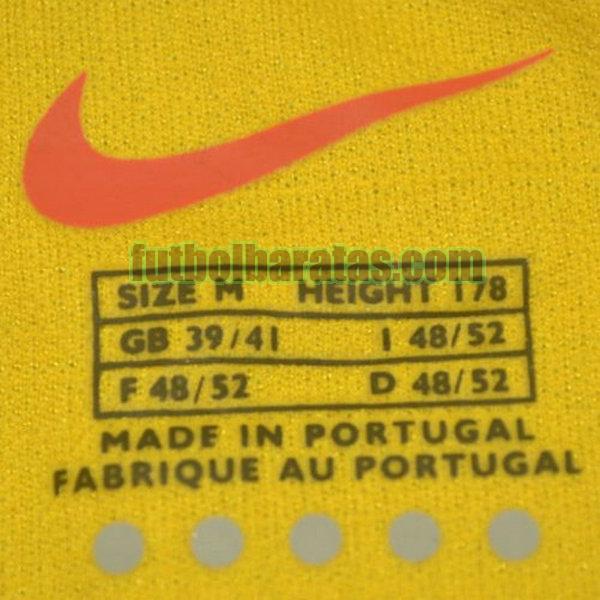 futbolbaratas.com
SIZE M HEIGHT 178
GB 39/41 I 48/52
F 48/52 D 48/52
MADE IN PORTUGAL
FABRIQUE AU PORTUGAL